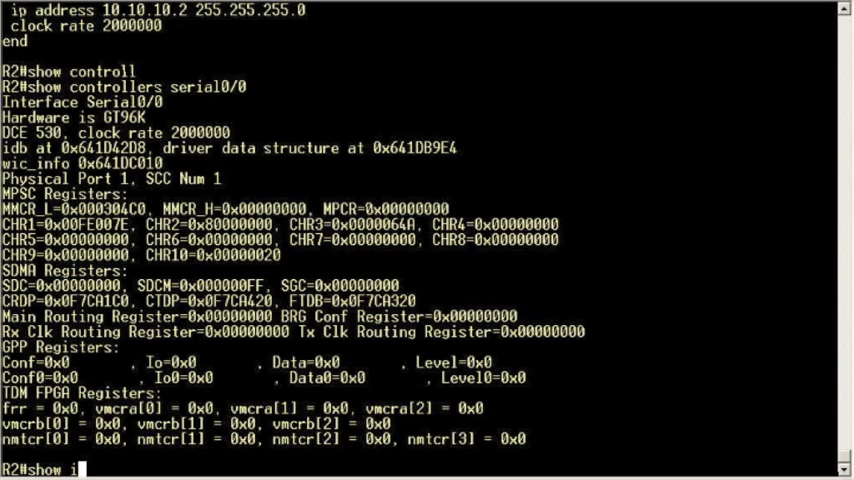 ip address 10.10.10.2 255.255.255.0
clock rate 2000000
end
R2#show controll
R2#show controllers serial0/0
Interface Serial0/0
Hardware is GT96K
DCE 530, clock rate 2000000
idb at 0x641D42D8, driver data structure at 0x641DB9E4
wic_info 0x641DC010
Physical Port 1, SCC Num 1
MPSC Registers:
MMCR_L=0x000304C0, MMCR_H=0x00000000, MPCR=0x00000000
CHR1=0x00FE007E, CHR2=0x80000000, CHR3=0x0000064A, CHR4=0x00000000
CHR5=0x00000000, CHR6=0x00000000, CHR7=0x00000000, CHR8=0x00000000
CHR9=0x00000000, CHR10=0x00000020
SDMA Registers:
SDC=0x00000000, SDCM=0x000000FF, SGC=0x00000000
CRDP=0x0F7CA1C0, CTDP=0x0F7CA420, FTDB=0x0F7CA320
Main Routing Register=0x00000000 BRG Conf Register=0x00000000
Rx Clk Routing Register=0x00000000 Tx Clk Routing Register=0x00000000
GPP Registers:
Conf=0x0 , Io=0x0 , Data=0x0 , Level=0x0
Conf0=0x0 , Io0=0x0 , Data0=0x0 , Level0=0x0
TDM FPGA Registers:
frr = 0x0, vmcra[0] = 0x0, vmcra[1] = 0x0, vmcra[2] = 0x0
vmcrb[0] = 0x0, vmcrb[1] = 0x0, vmcrb[2] = 0x0
nmtcr[0] = 0x0, nmtcr[1] = 0x0, nmtcr[2] = 0x0, nmtcr[3] = 0x0
R2#show i